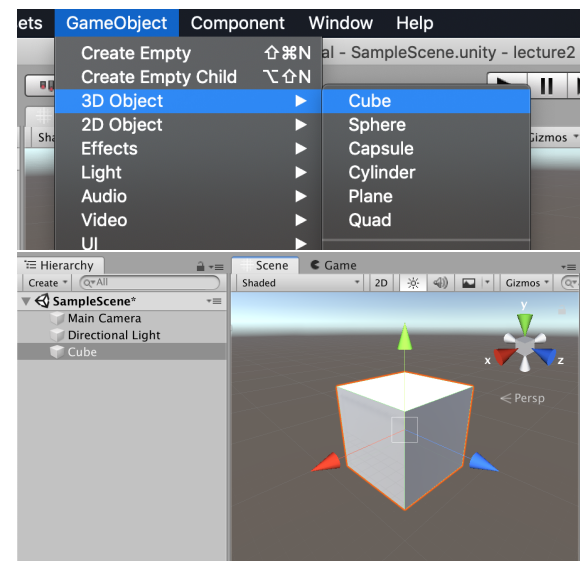 ets GameObject Component Window Help
al - SampleScene.unity - lecture2
Create Empty ⇧⌘N
Create Empty Child ⌥⇧N
3D Object ▶
2D Object ▶
Effects ▶
Light ▶
Audio ▶
Video ▶
UI ▶
Cube
Sphere
Capsule
Cylinder
Plane
Quad
Sha
Gizmos
Hierarchy
Create
All
SampleScene*
Main Camera
Directional Light
Cube
Scene Game
Shaded 2D Gizmos
y
x z
Persp